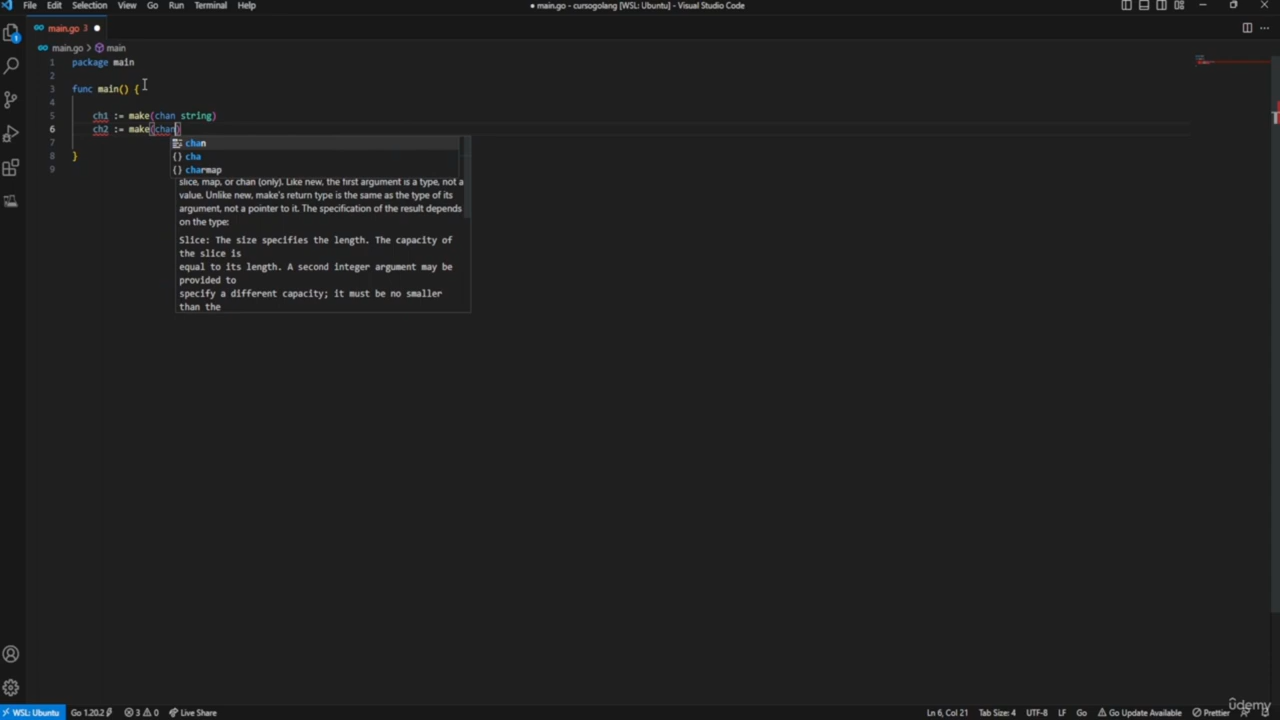 File Edit Selection View Go Run Terminal Help
● main.go - cursogolang [WSL: Ubuntu] - Visual Studio Code
main.go 3 ●
main.go > main
1 package main
2
3 func main() {
4
5 ch1 := make(chan string)
6 ch2 := make(chan)
7
8 }
9
chan
cha
charmap
slice, map, or chan (only). Like new, the first argument is a type, not a
value. Unlike new, make's return type is the same as the type of its
argument, not a pointer to it. The specification of the result depends
on the type:
Slice: The size specifies the length. The capacity of
the slice is
equal to its length. A second integer argument may be
provided to
specify a different capacity; it must be no smaller
than the
udemy
WSL: Ubuntu Go 1.20.2 3 0 Live Share Ln 6, Col 21 Tab Size: 4 UTF-8 LF Go Go Update Available Prettier